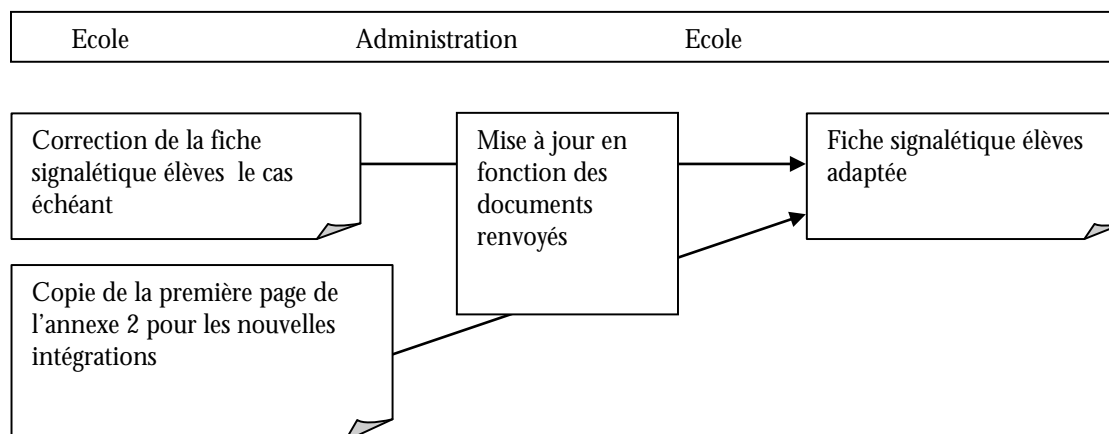 Ecole Administration Ecole
Correction de la fiche
signalétique élèves le cas
échéant
Mise à jour en
fonction des
documents
renvoyés
Fiche signalétique élèves
adaptée
Copie de la première page de
l'annexe 2 pour les nouvelles
intégrations